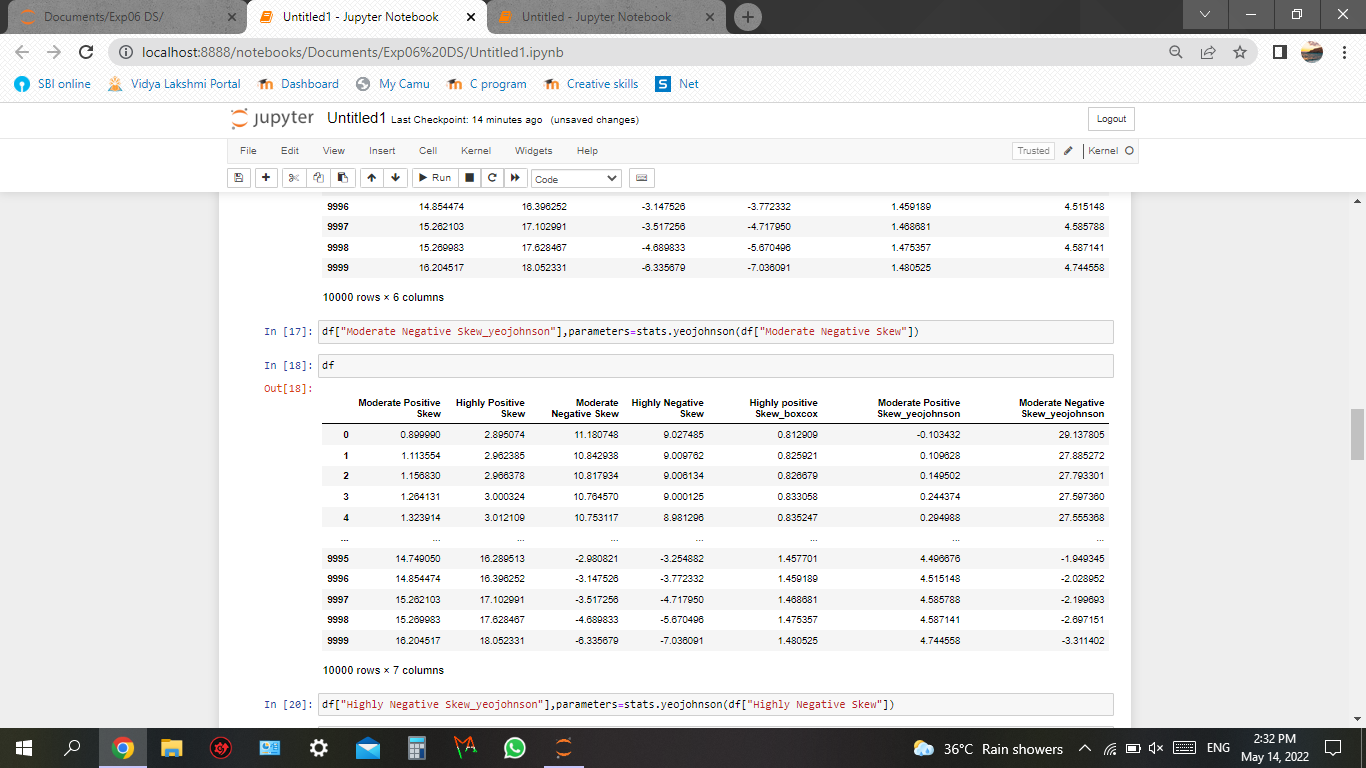 Documents/Exp06 DS/
Untitled1 - Jupyter Notebook
Untitled - Jupyter Notebook
localhost:8888/notebooks/Documents/Exp06%20DS/Untitled1.ipynb
SBI online Vidya Lakshmi Portal Dashboard My Camu C program Creative skills S Net
jupyter Untitled1 Last Checkpoint: 14 minutes ago (unsaved changes) Logout
File Edit View Insert Cell Kernel Widgets Help Trusted Kernel
Run Code
9996 14.854474 16.396252 -3.147526 -3.772332 1.459189 4.515148
9997 15.262103 17.102991 -3.517256 -4.717950 1.468681 4.585788
9998 15.269983 17.628467 -4.689833 -5.670496 1.475357 4.587141
9999 16.204517 18.052331 -6.335679 -7.036091 1.480525 4.744558
10000 rows × 6 columns
In [17]: df["Moderate Negative Skew_yeojohnson"],parameters=stats.yeojohnson(df["Moderate Negative Skew"])
In [18]: df
Out[18]:
Moderate Positive Highly Positive Moderate Highly Negative Highly positive Moderate Positive Moderate Negative
Skew Skew Negative Skew Skew Skew_boxcox Skew_yeojohnson Skew_yeojohnson
0 0.899990 2.895074 11.180748 9.027485 0.812909 -0.103432 29.137805
1 1.113554 2.962385 10.842938 9.009762 0.825921 0.109628 27.885272
2 1.156830 2.966378 10.817934 9.006134 0.826679 0.149502 27.793301
3 1.264131 3.000324 10.764570 9.000125 0.833058 0.244374 27.597360
4 1.323914 3.012109 10.753117 8.981296 0.835247 0.294988 27.555368
... ... ... ... ... ... ... ...
9995 14.749050 16.289513 -2.980821 -3.254882 1.457701 4.496676 -1.949345
9996 14.854474 16.396252 -3.147526 -3.772332 1.459189 4.515148 -2.028952
9997 15.262103 17.102991 -3.517256 -4.717950 1.468681 4.585788 -2.199693
9998 15.269983 17.628467 -4.689833 -5.670496 1.475357 4.587141 -2.697151
9999 16.204517 18.052331 -6.335679 -7.036091 1.480525 4.744558 -3.311402
10000 rows × 7 columns
In [20]: df["Highly Negative Skew_yeojohnson"],parameters=stats.yeojohnson(df["Highly Negative Skew"])
36°C Rain showers ENG
2:32 PM
May 14, 2022